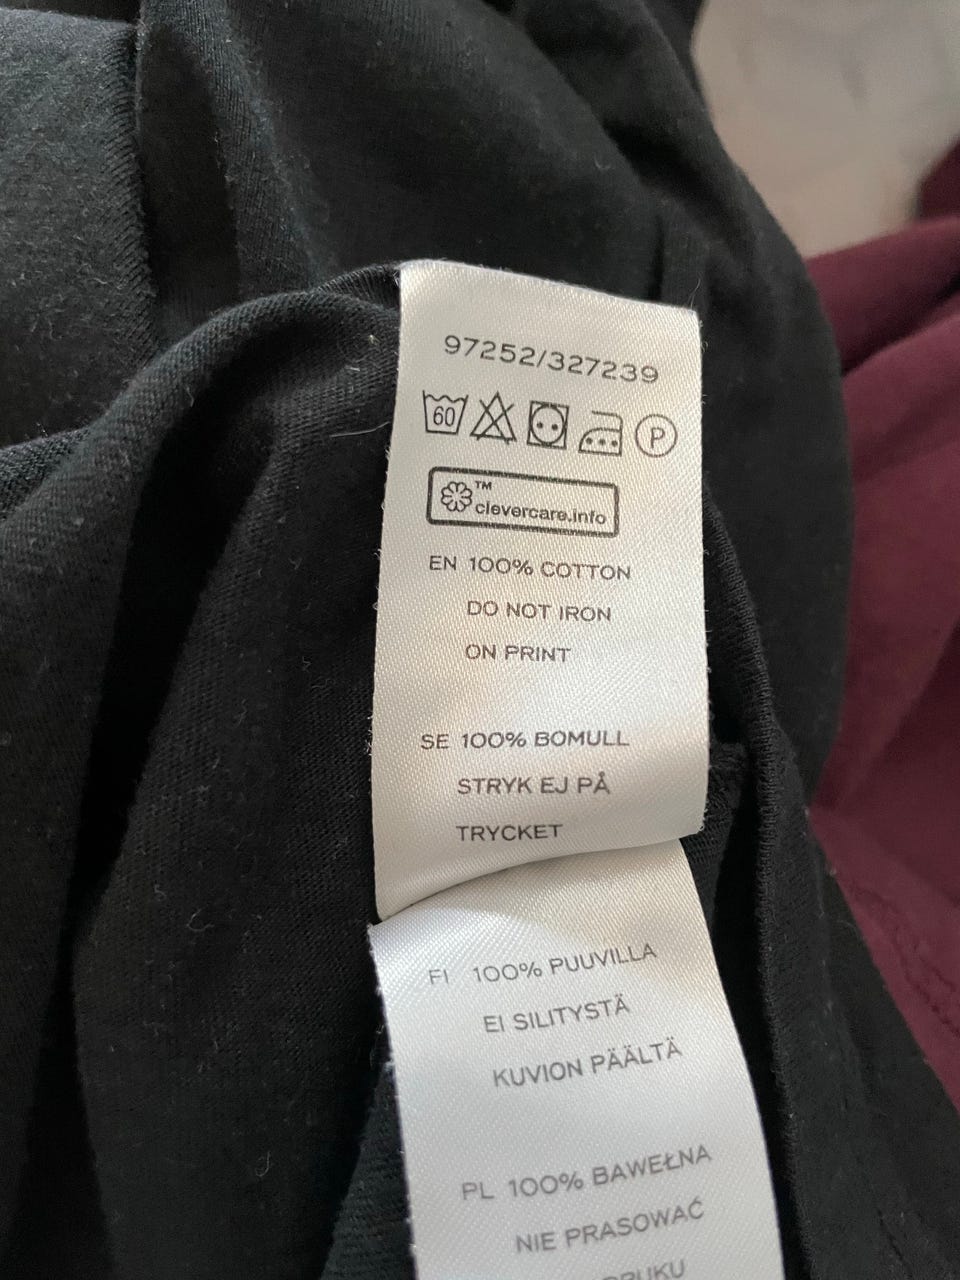 97252/327239
60 P
™
clevercare.info
EN 100% COTTON
DO NOT IRON
ON PRINT
SE 100% BOMULL
STRYK EJ PÅ
TRYCKET
FI 100% PUUVILLA
EI SILITYSTÄ
KUVION PÄÄLTÄ
PL 100% BAWEŁNA
NIE PRASOWAĆ